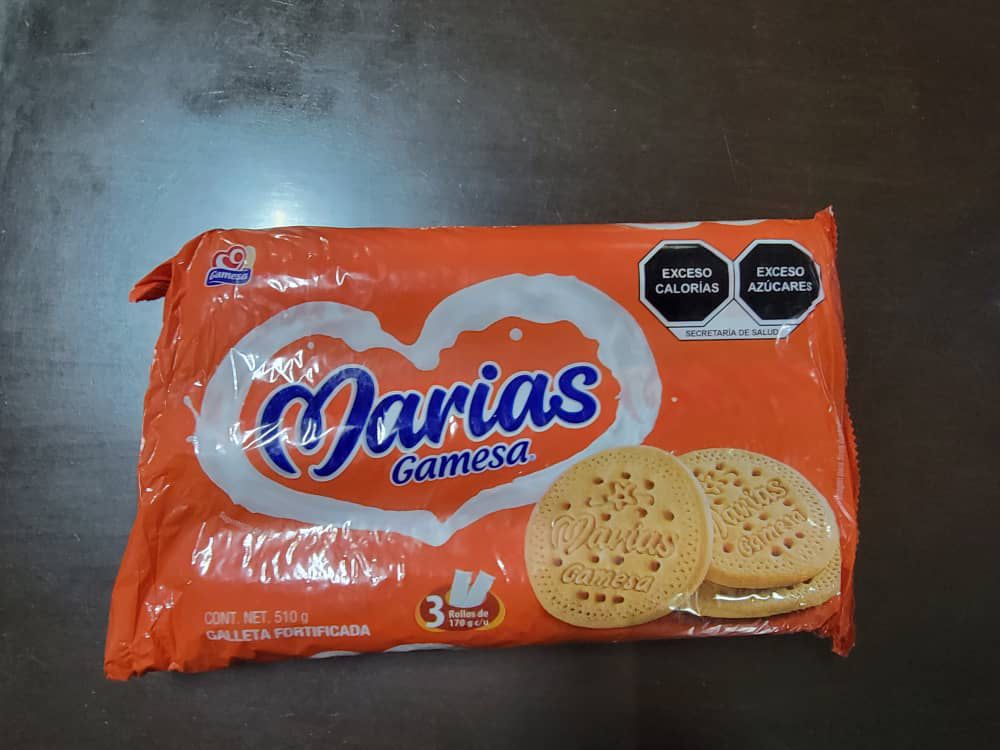 Gamesa
EXCESO
CALORÍAS
EXCESO
AZÚCARES
SECRETARÍA DE SALUD
Marias
Gamesa
Marias
Gamesa
Marias
Gamesa
3 Rollos de
170 g c/u
CONT. NET. 510 g
GALLETA FORTIFICADA